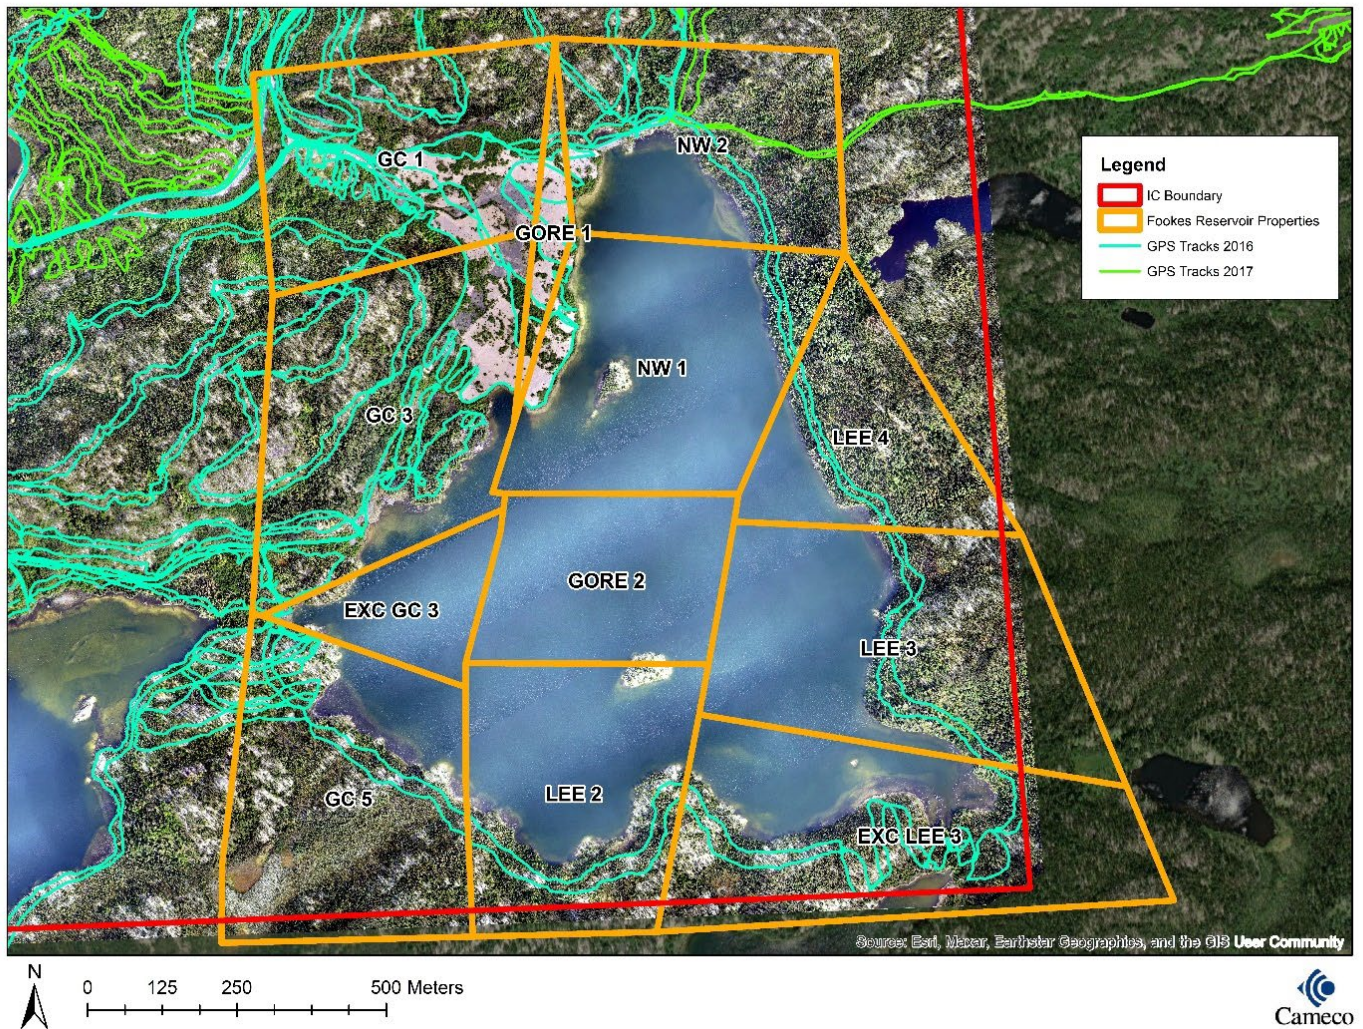 NW 2
GC 1
GORE 1
NW 1
GC 3
LEE 4
GORE 2
EXC GC 3
LEE 3
GC 5
LEE 2
EXC LEE 3
Legend
IC Boundary
Fookes Reservoir Properties
GPS Tracks 2016
GPS Tracks 2017
Source: Esri, Maxar, Earthstar Geographics, and the GIS User Community
N
0 125 250 500 Meters
Cameco